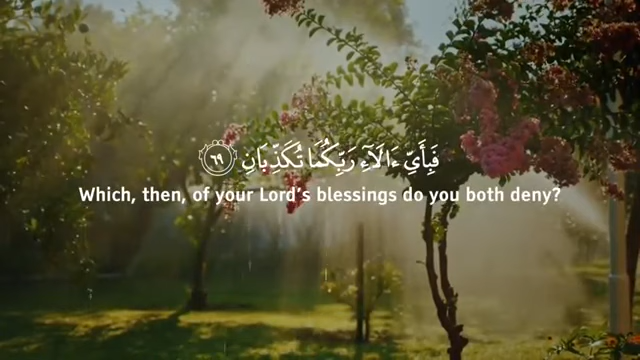 فَبِأَيِّ ءَالَآءِ رَبِّكُمَا تُكَذِّبَانِ ٦٩
Which, then, of your Lord's blessings do you both deny?